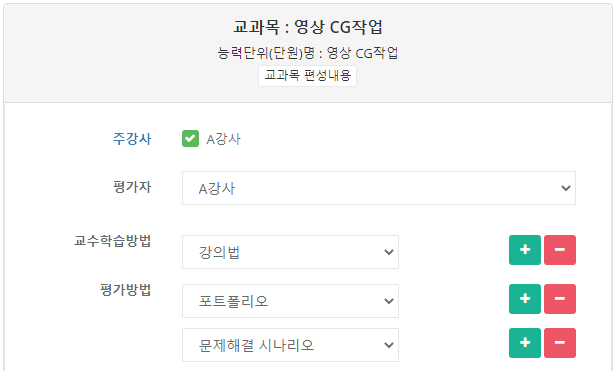 교과목 : 영상 CG작업
능력단위(단원)명 : 영상 CG작업
교과목 편성내용
주강사 A강사
평가자 A강사
교수학습방법 강의법
평가방법 포트폴리오
문제해결 시나리오